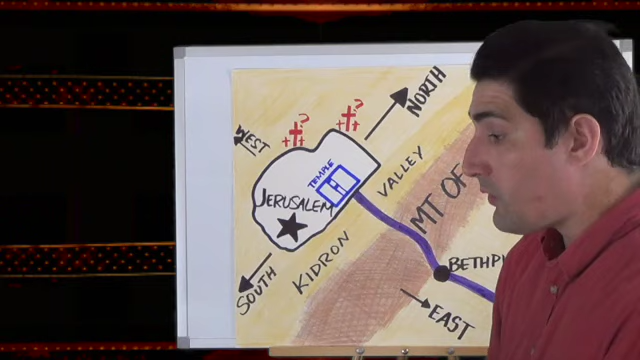 NORTH
WEST
?
?
TEMPLE
VALLEY
JERUSALEM
MT OF
KIDRON
BETHP
SOUTH
EAST